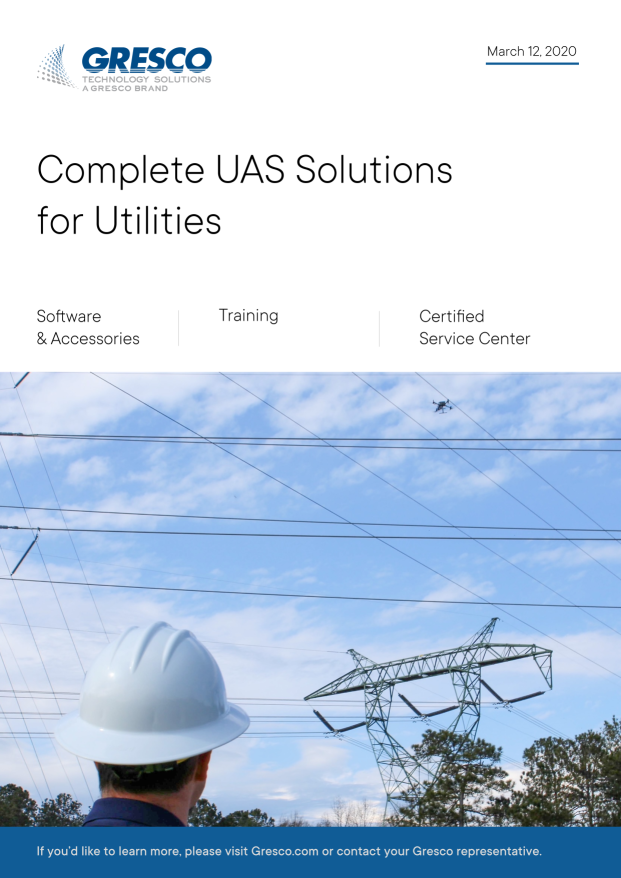 GRESCO
TECHNOLOGY SOLUTIONS
A GRESCO BRAND
March 12, 2020
Complete UAS Solutions
for Utilities
Software
& Accessories
Training
Certified
Service Center
If you'd like to learn more, please visit Gresco.com or contact your Gresco representative.